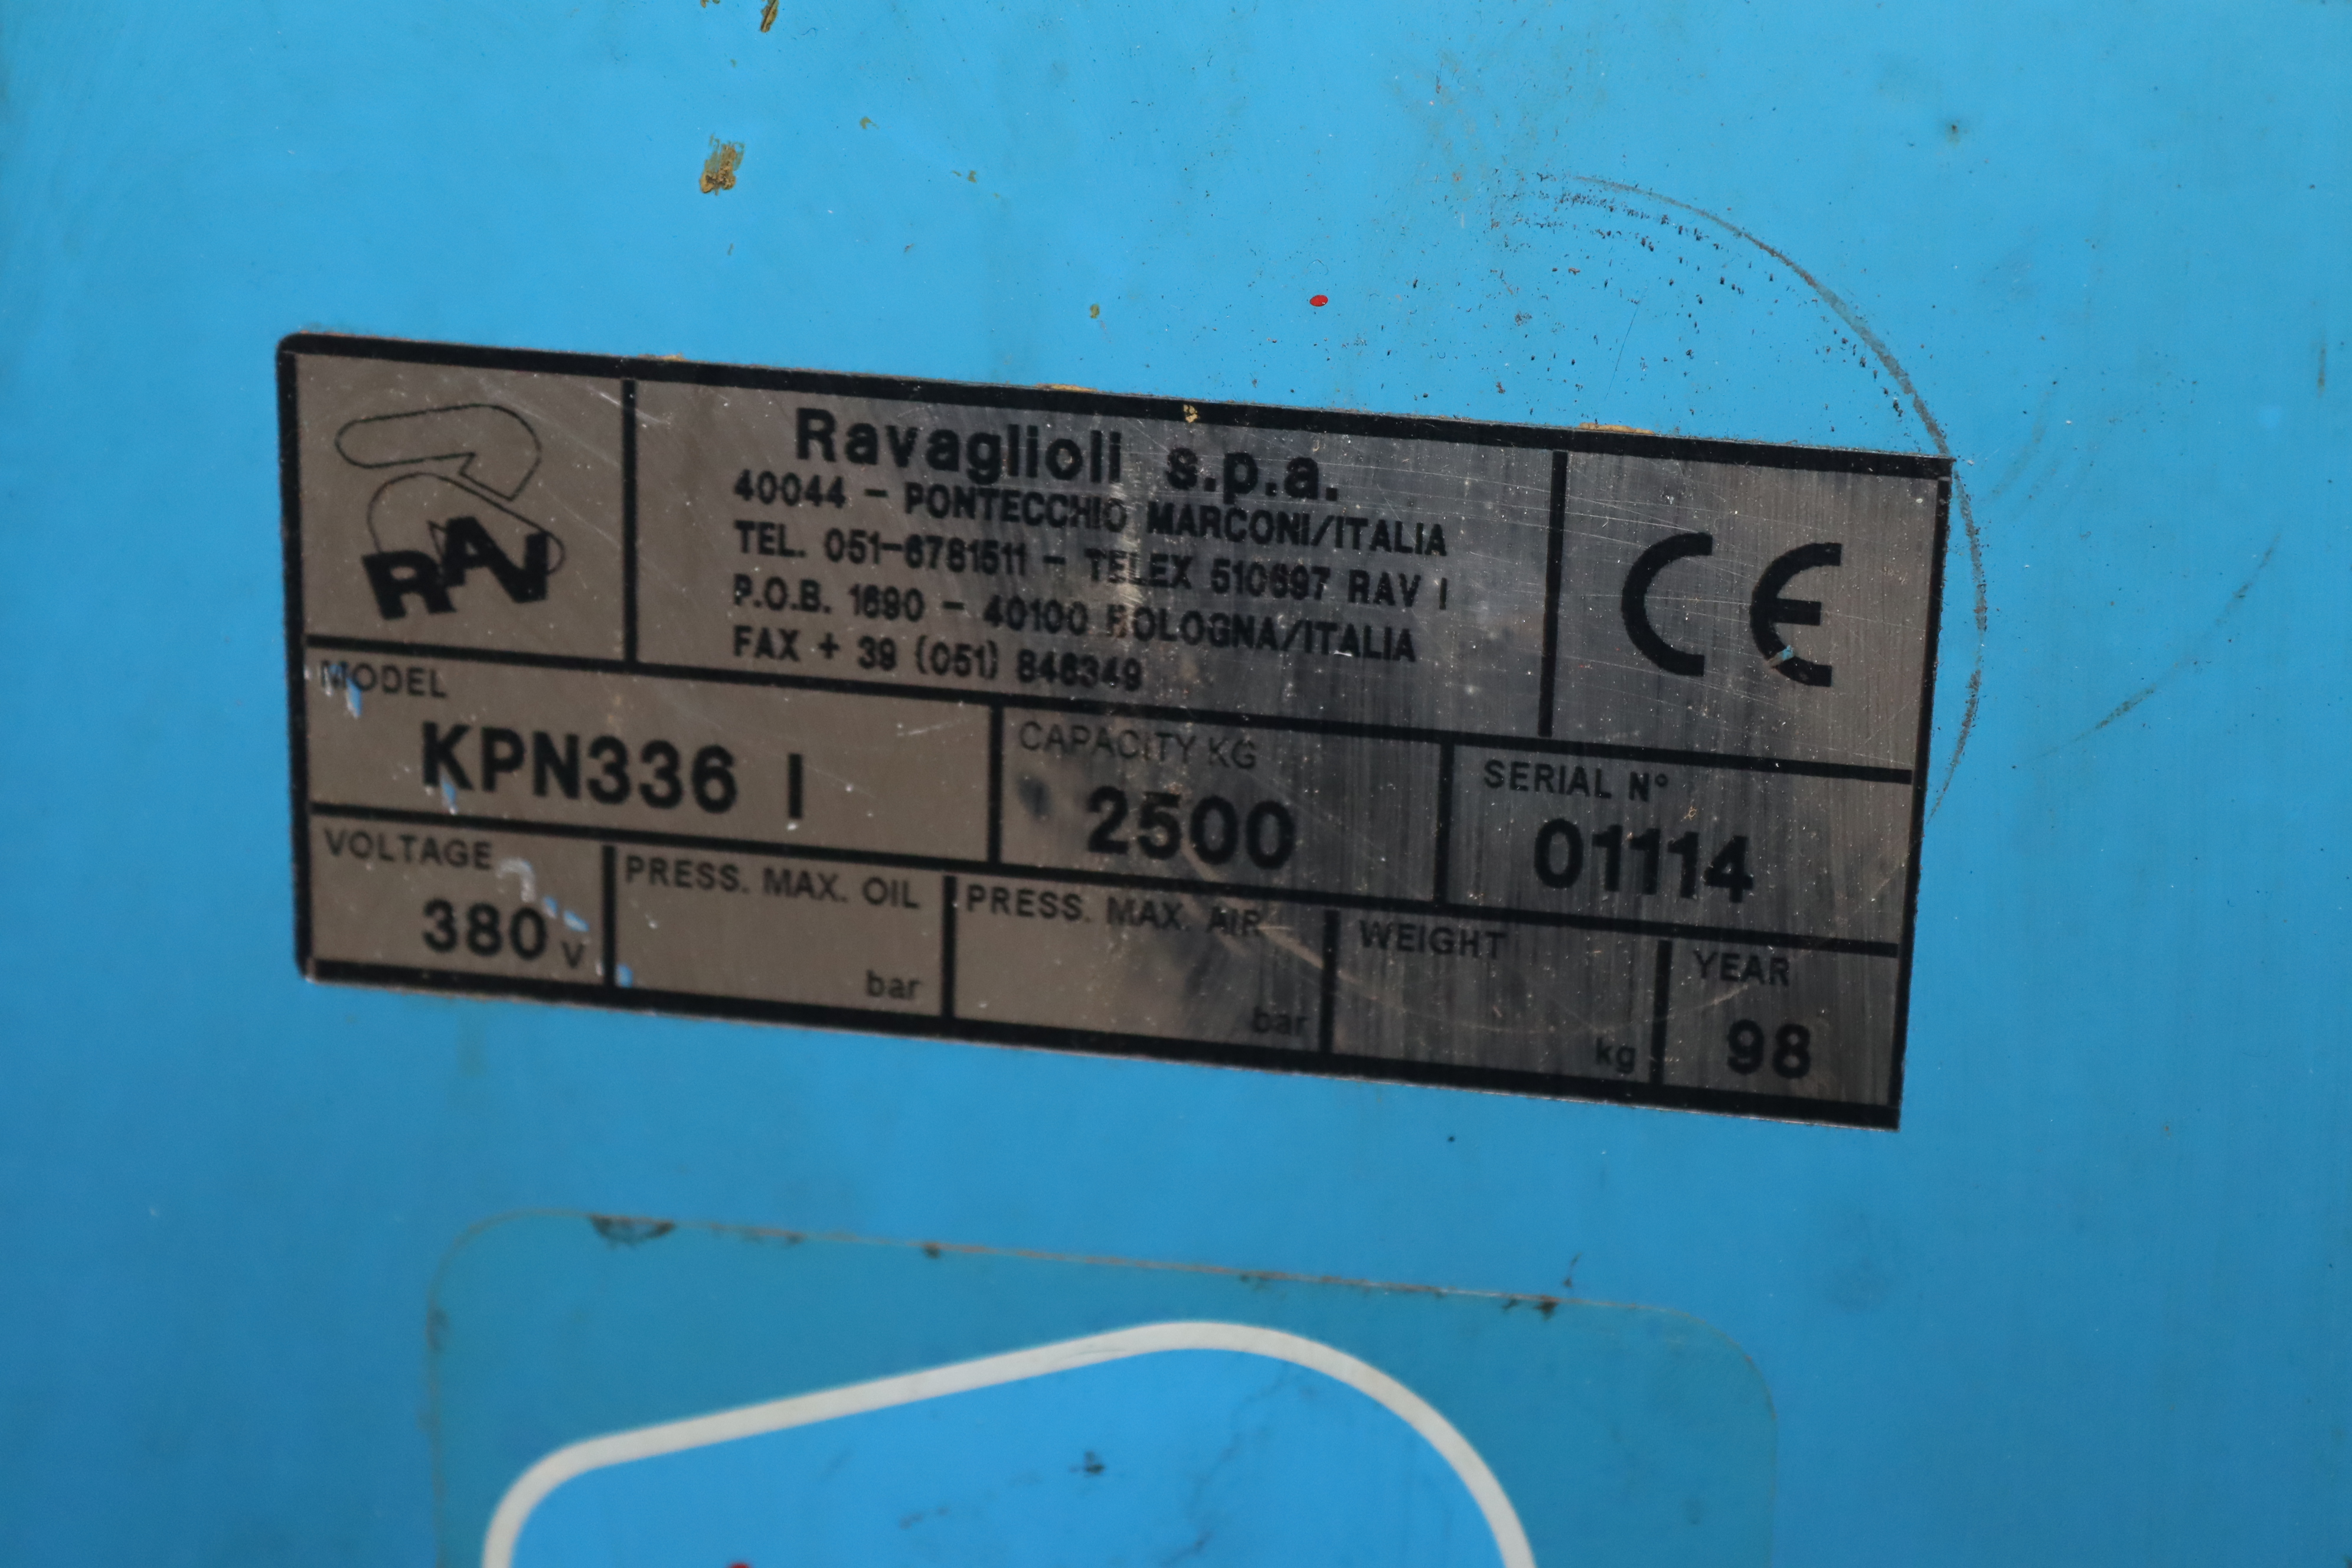 RAV
Ravaglioli s.p.a.
40044 - PONTECCHIO MARCONI/ITALIA
TEL. 051-6781511 - TELEX 510697 RAV I
P.O.B. 1690 - 40100 BOLOGNA/ITALIA
FAX + 39 (051) 846349
CE
MODEL
KPN336 I
CAPACITY KG
2500
SERIAL N°
01114
VOLTAGE
380 V
PRESS. MAX. OIL
bar
PRESS. MAX. AIR
bar
WEIGHT
kg
YEAR
98